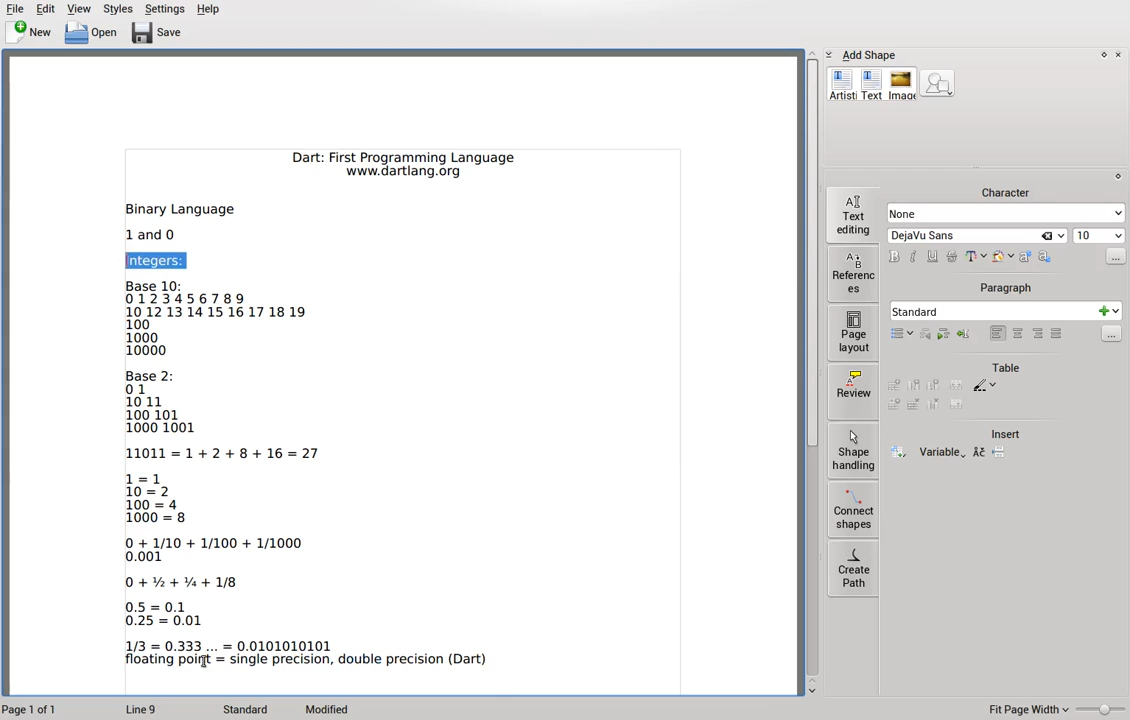 File Edit View Styles Settings Help
New Open Save
Add Shape
Artisti Text Image
Dart: First Programming Language
www.dartlang.org
Binary Language
1 and 0
Integers:
Base 10:
0 1 2 3 4 5 6 7 8 9
10 12 13 14 15 16 17 18 19
100
1000
10000
Base 2:
0 1
10 11
100 101
1000 1001
11011 = 1 + 2 + 8 + 16 = 27
1 = 1
10 = 2
100 = 4
1000 = 8
0 + 1/10 + 1/100 + 1/1000
0.001
0 + ½ + ¼ + 1/8
0.5 = 0.1
0.25 = 0.01
1/3 = 0.333 ... = 0.0101010101
floating point = single precision, double precision (Dart)
Text
editing
Referenc
es
Page
layout
Review
Shape
handling
Connect
shapes
Create
Path
Character
None
DejaVu Sans 10
...
Paragraph
Standard
...
Table
Insert
Variable
Page 1 of 1 Line 9 Standard Modified Fit Page Width